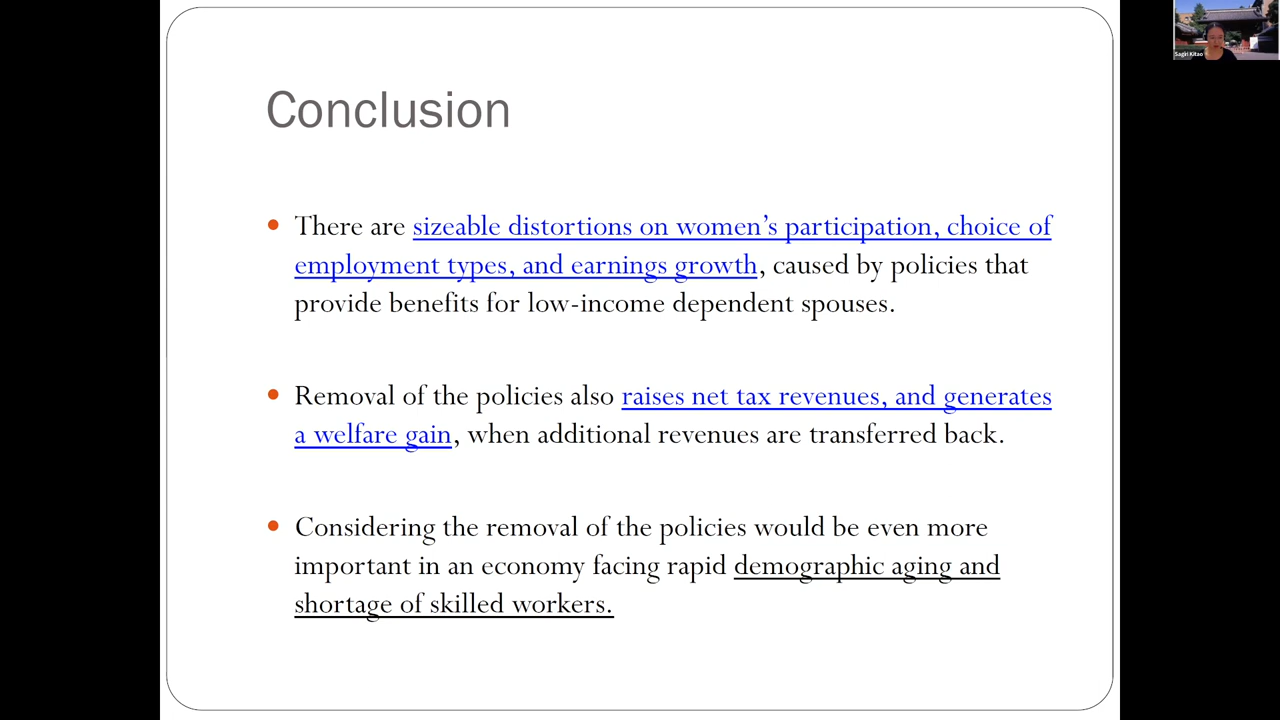 Sagiri Kitao
Conclusion
There are sizeable distortions on women's participation, choice of
employment types, and earnings growth, caused by policies that
provide benefits for low-income dependent spouses.
Removal of the policies also raises net tax revenues, and generates
a welfare gain, when additional revenues are transferred back.
Considering the removal of the policies would be even more
important in an economy facing rapid demographic aging and
shortage of skilled workers.